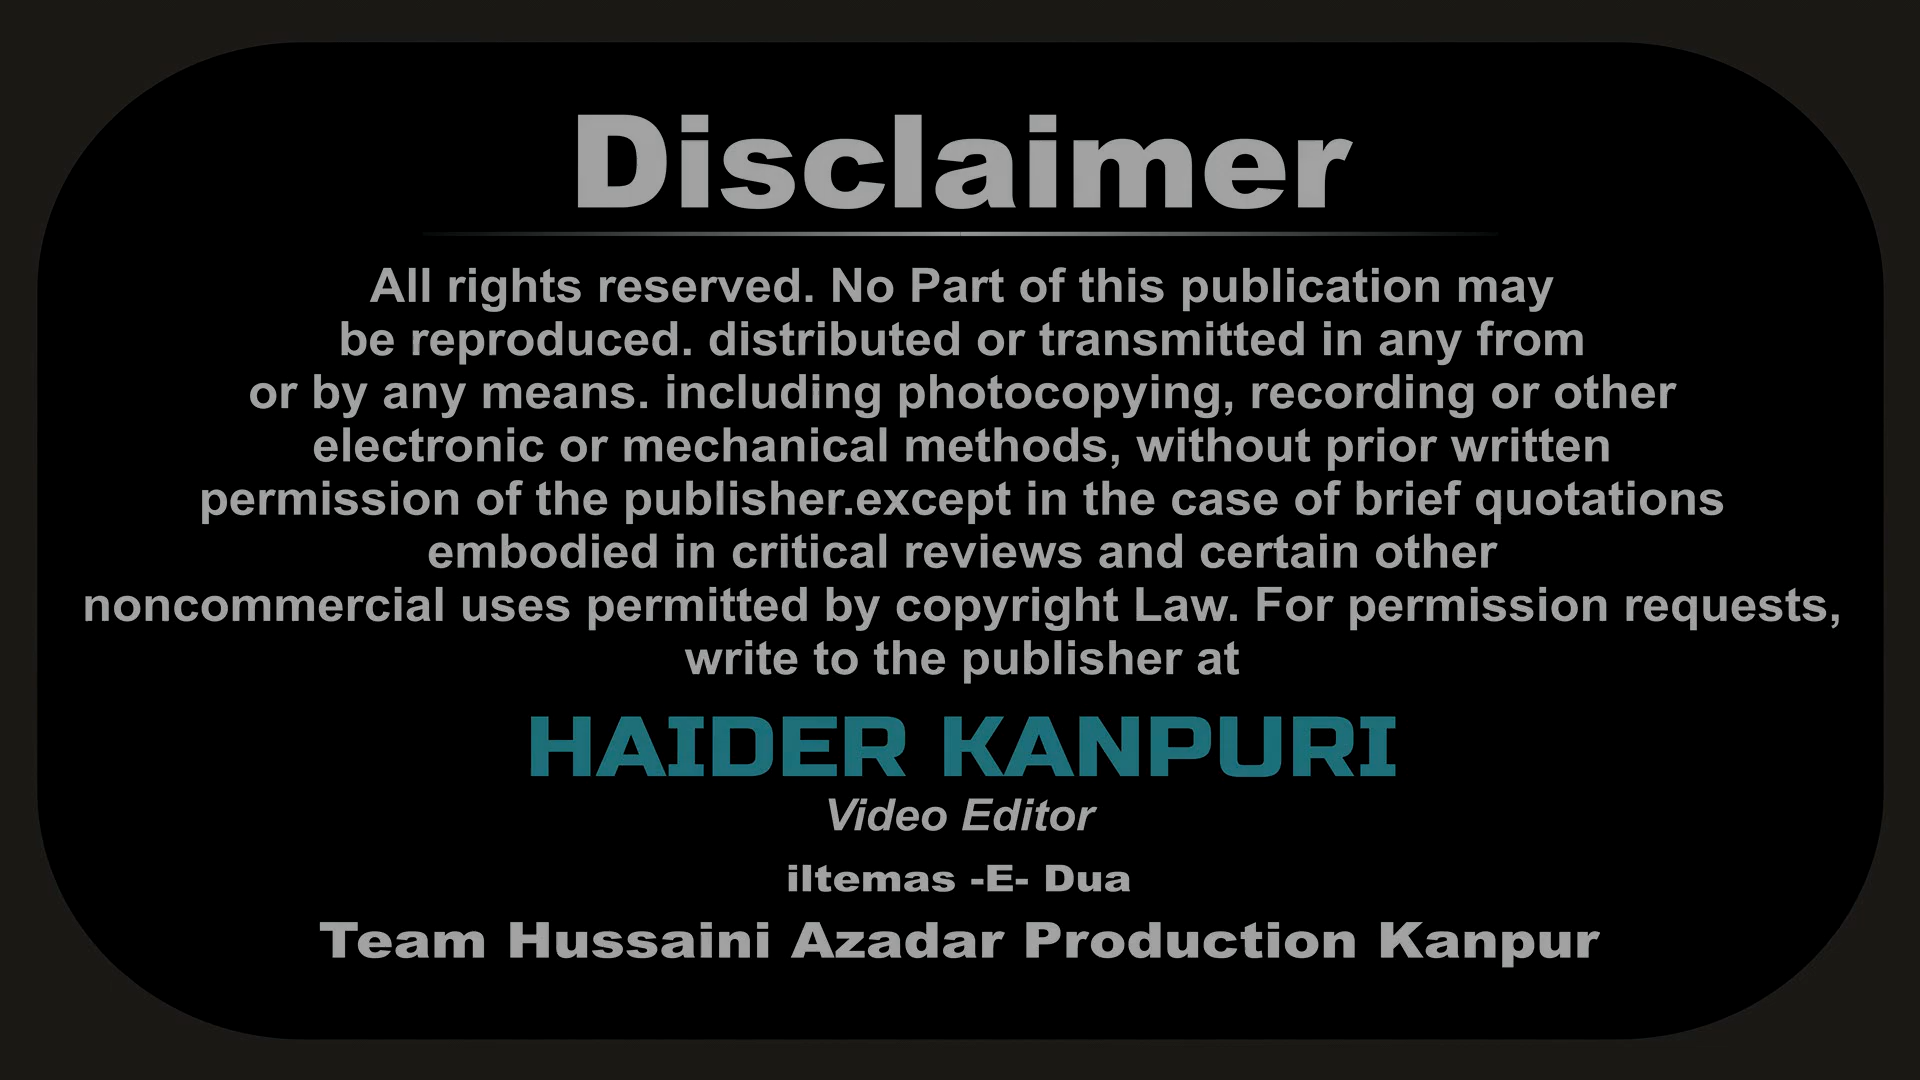 Disclaimer
All rights reserved. No Part of this publication may
be reproduced. distributed or transmitted in any from
or by any means. including photocopying, recording or other
electronic or mechanical methods, without prior written
permission of the publisher.except in the case of brief quotations
embodied in critical reviews and certain other
noncommercial uses permitted by copyright Law. For permission requests,
write to the publisher at
HAIDER KANPURI
Video Editor
iltemas -E- Dua
Team Hussaini Azadar Production Kanpur